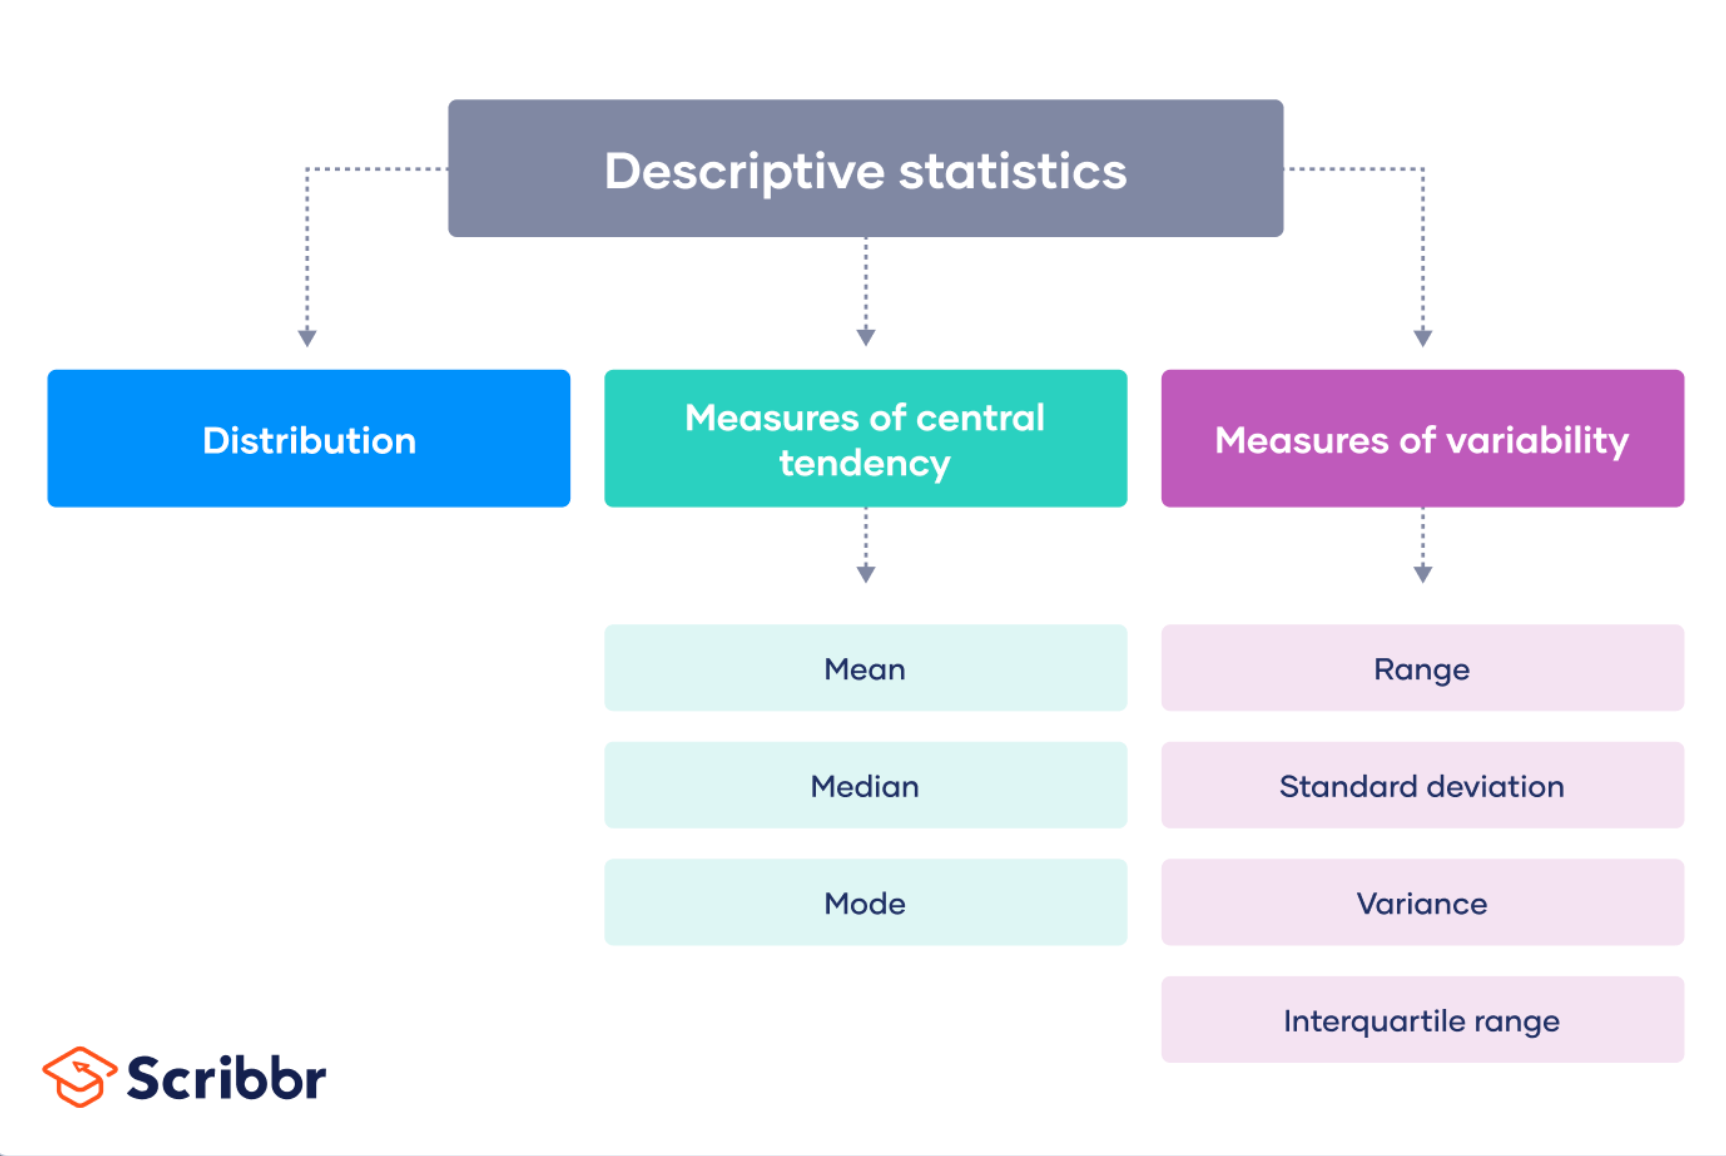 Descriptive statistics
Distribution
Measures of central
tendency
Measures of variability
Mean
Range
Median
Standard deviation
Mode
Variance
Interquartile range
Scribbr